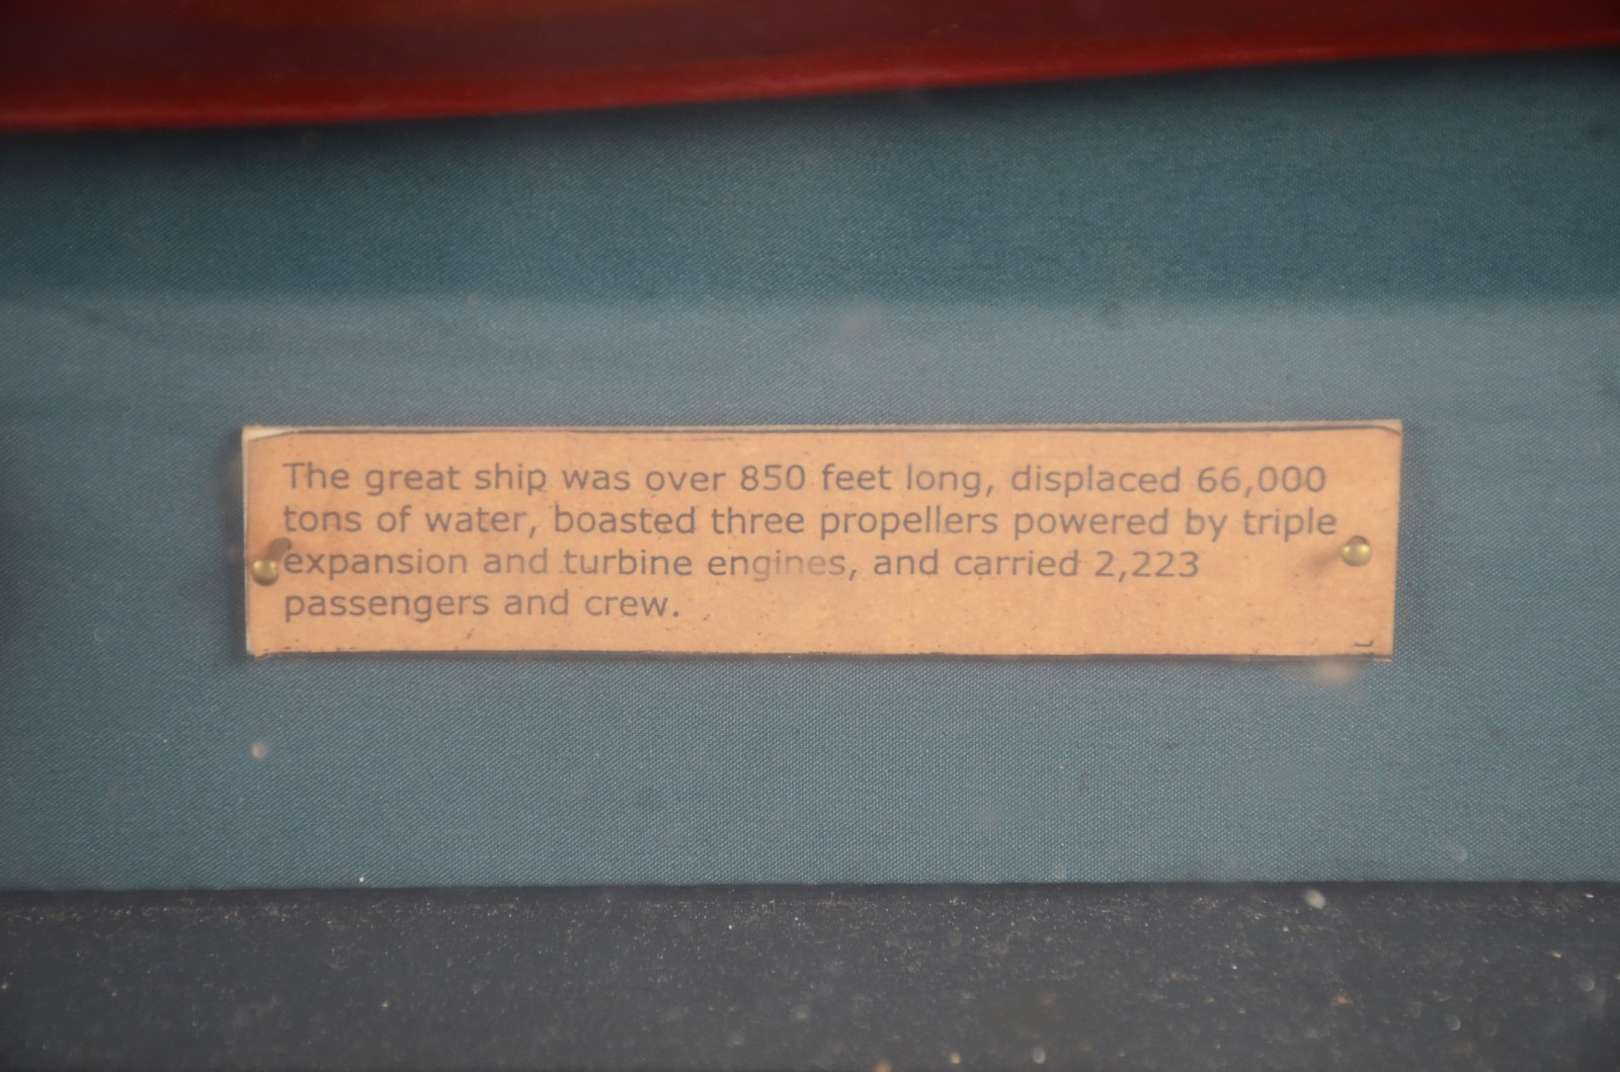 The great ship was over 850 feet long, displaced 66,000
tons of water, boasted three propellers powered by triple
expansion and turbine engines, and carried 2,223
passengers and crew.